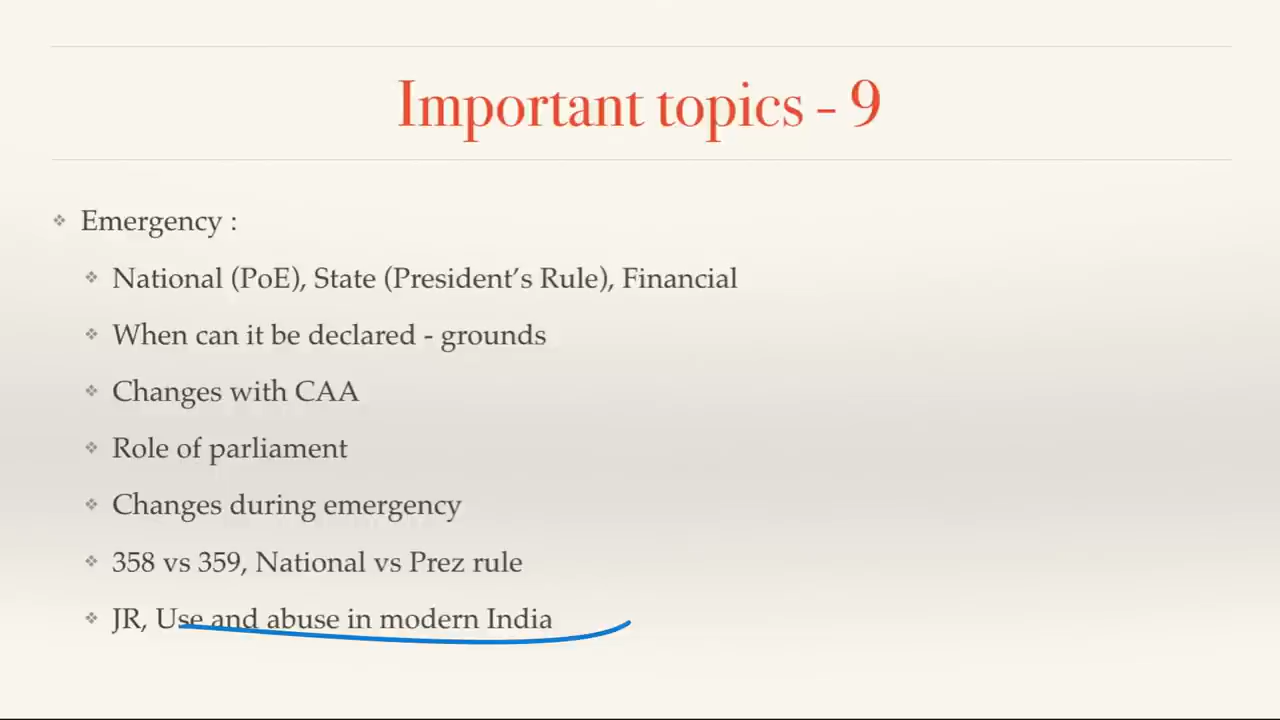 Important topics - 9
Emergency :
National (PoE), State (President’s Rule), Financial
When can it be declared - grounds
Changes with CAA
Role of parliament
Changes during emergency
358 vs 359, National vs Prez rule
JR, Use and abuse in modern India